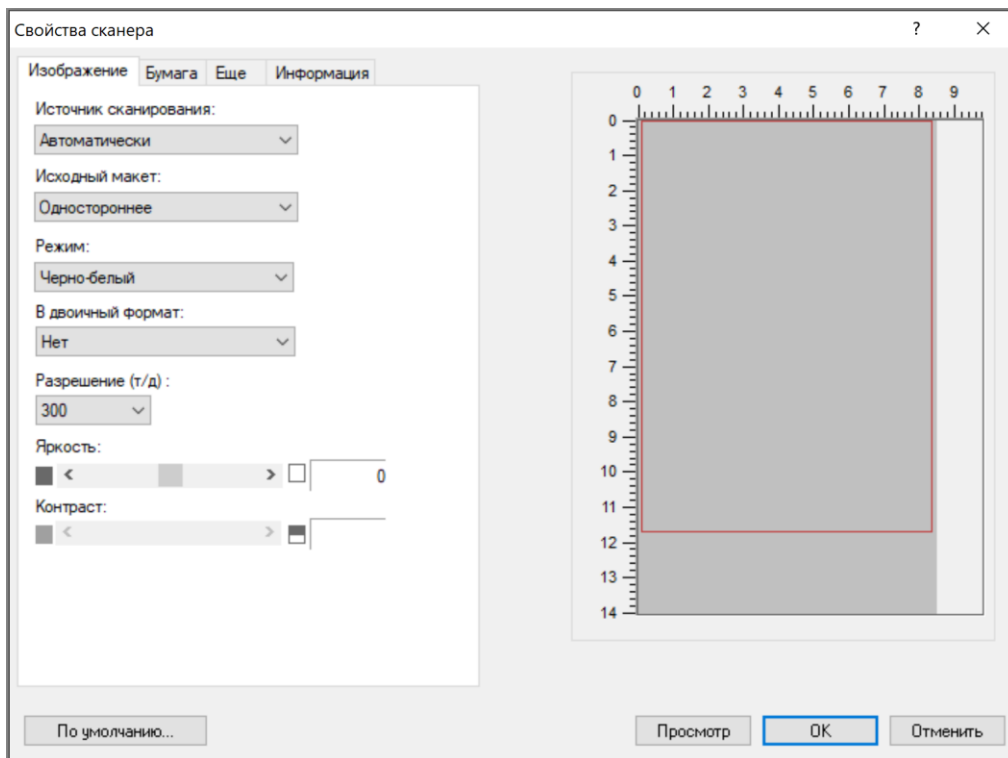 Свойства сканера ? ×
Изображение Бумага Еще Информация
Источник сканирования:
Автоматически
Исходный макет:
Одностороннее
Режим:
Черно-белый
В двоичный формат:
Нет
Разрешение (т/д) :
300
Яркость:
0
Контраст:
0 1 2 3 4 5 6 7 8 9
0
1
2
3
4
5
6
7
8
9
10
11
12
13
14
По умолчанию... Просмотр OK Отменить